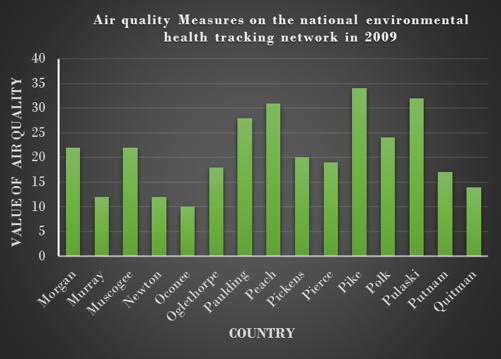 Air quality Measures on the national environmental
health tracking network in 2009
VALUE OF AIR QUALITY
40
35
30
25
20
15
10
5
0
Morgan
Murray
Muscogee
Newton
Oconee
Oglethorpe
Paulding
Peach
Pickens
Pierce
Pike
Polk
Pulaski
Putnam
Quitman
COUNTRY